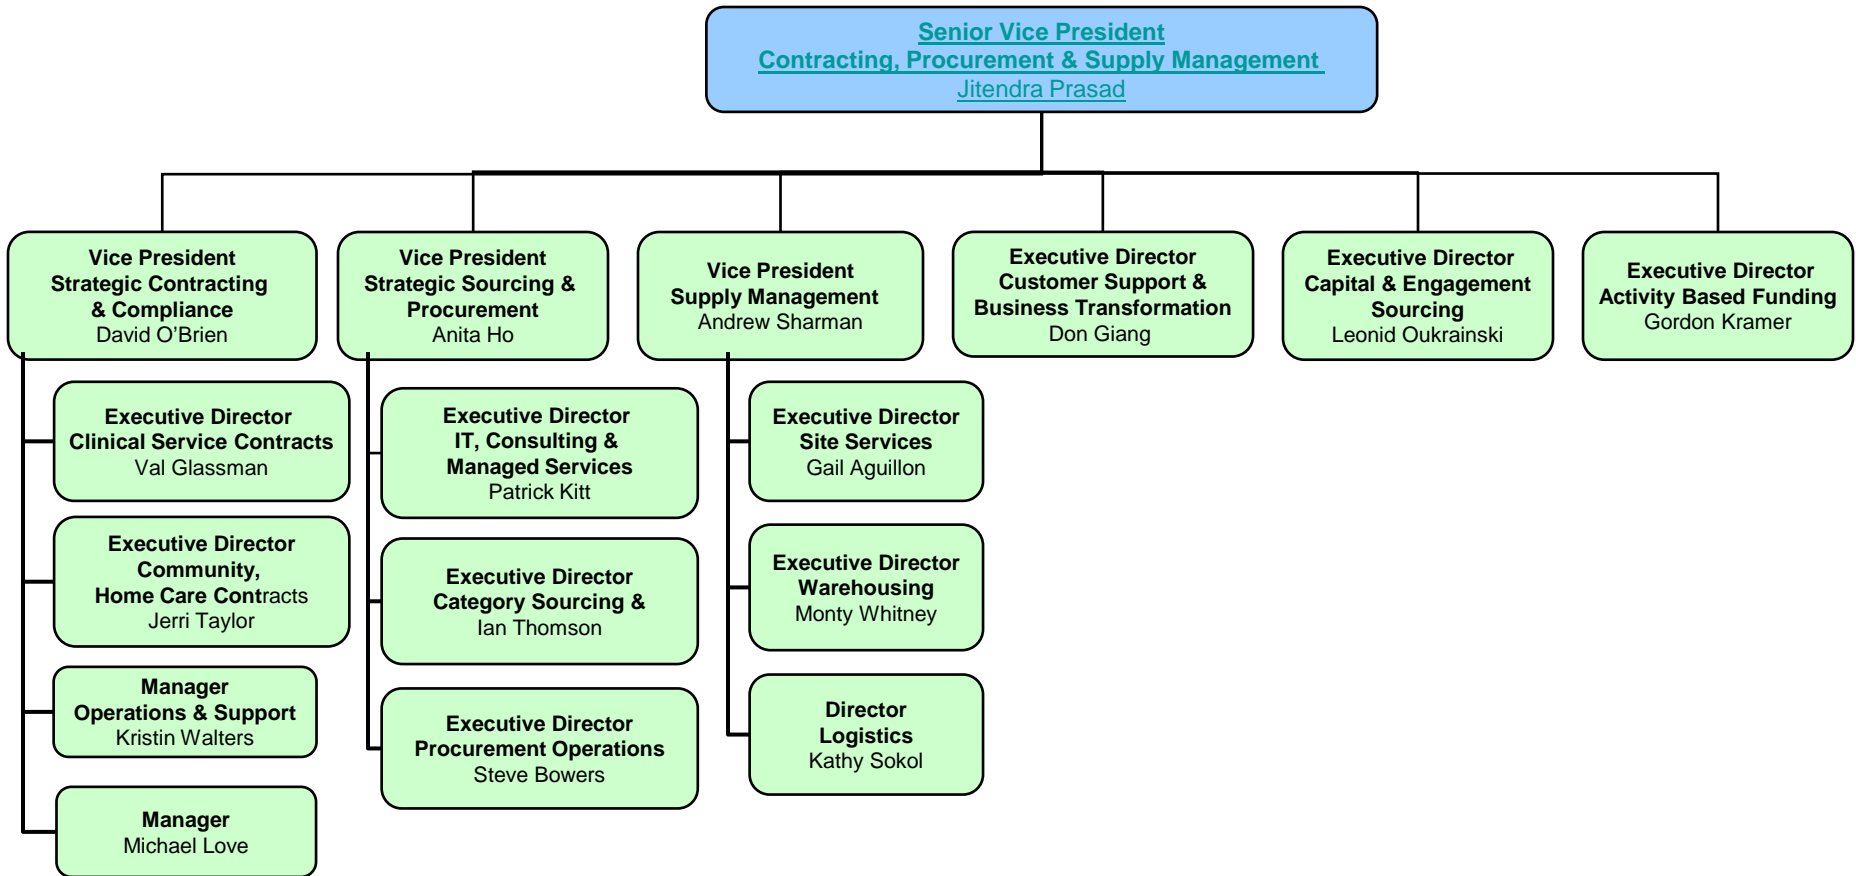 Senior Vice President
Contracting, Procurement & Supply Management
Jitendra Prasad
Vice President
Strategic Contracting
& Compliance
David O’Brien
Vice President
Strategic Sourcing &
Procurement
Anita Ho
Vice President
Supply Management
Andrew Sharman
Executive Director
Customer Support &
Business Transformation
Don Giang
Executive Director
Capital & Engagement
Sourcing
Leonid Oukrainski
Executive Director
Activity Based Funding
Gordon Kramer
Executive Director
Clinical Service Contracts
Val Glassman
Executive Director
Community,
Home Care Contracts
Jerri Taylor
Manager
Operations & Support
Kristin Walters
Manager
Michael Love
Executive Director
IT, Consulting &
Managed Services
Patrick Kitt
Executive Director
Category Sourcing &
Ian Thomson
Executive Director
Procurement Operations
Steve Bowers
Executive Director
Site Services
Gail Aguillon
Executive Director
Warehousing
Monty Whitney
Director
Logistics
Kathy Sokol